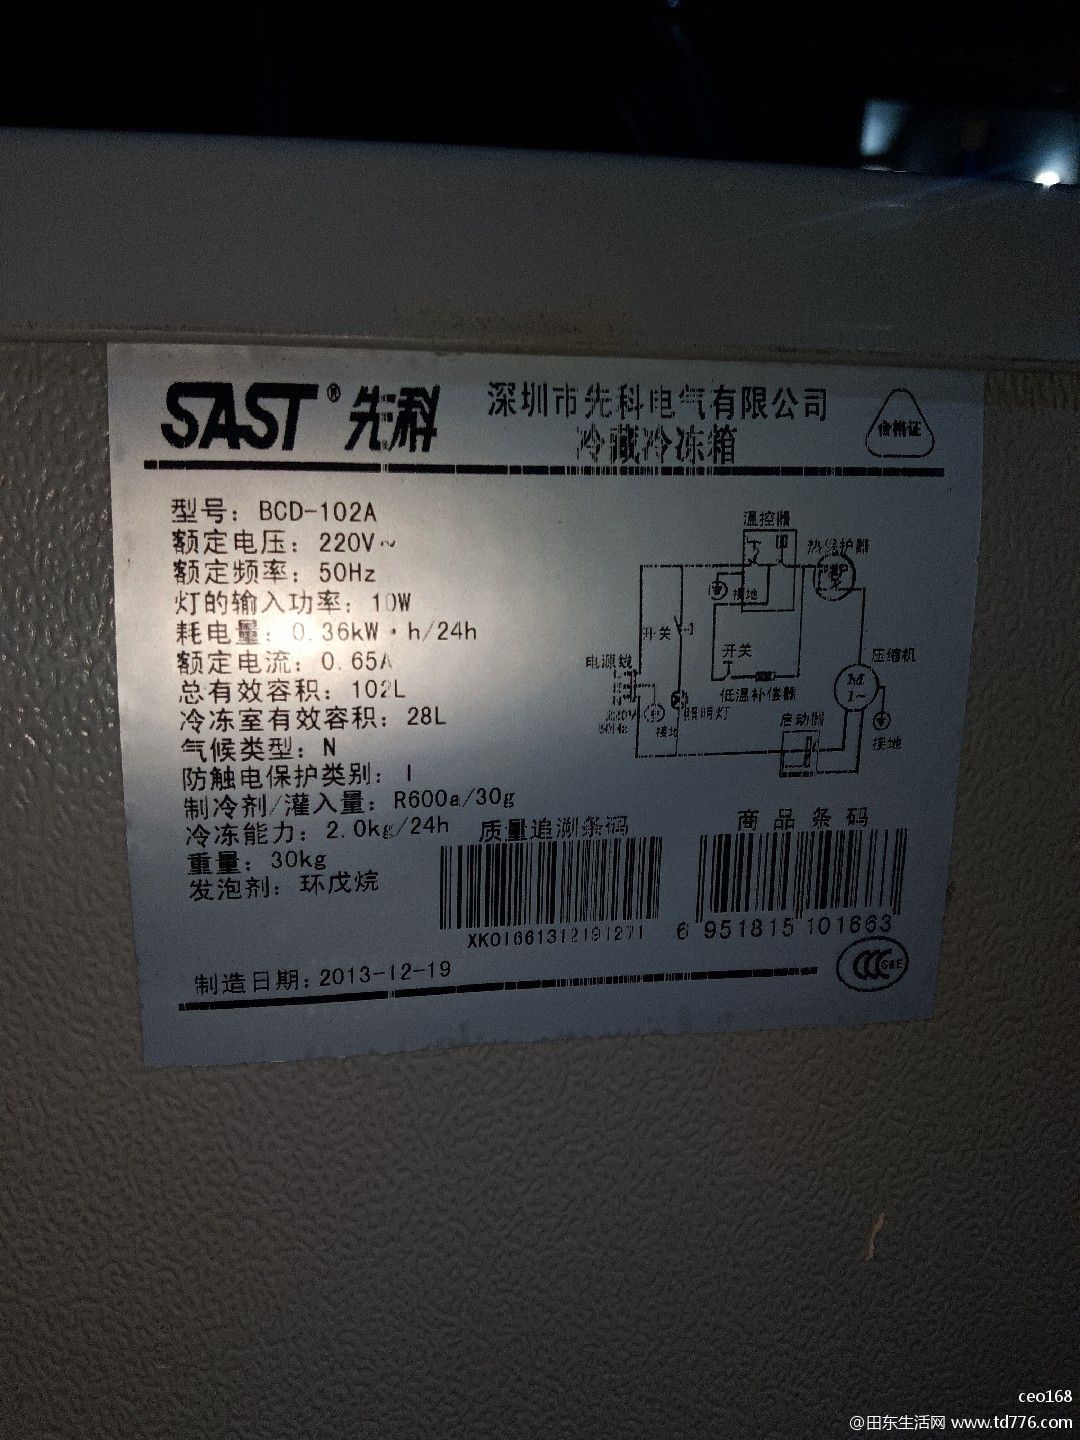 SAST® 先科
深圳市先科电气有限公司
冷藏冷冻箱
合格证
型号：BCD-102A
额定电压：220V~
额定频率：50Hz
灯的输入功率：10W
耗电量：0.36kW·h/24h
额定电流：0.65A
总有效容积：102L
冷冻室有效容积：28L
气候类型：N
防触电保护类别：I
制冷剂/灌入量：R600a/30g
冷冻能力：2.0kg/24h
重量：30kg
发泡剂：环戊烷
温控器
热保护器
接地
开关
开关
电源线
压缩机
低温补偿器
M
1~
220V~
50Hz
接地
照明灯
启动器
接地
质量追溯条码
XK01661312191271
商品条码
6 951815 101663
CCC S&E
制造日期：2013-12-19
ceo168
@田东生活网 www.td776.com